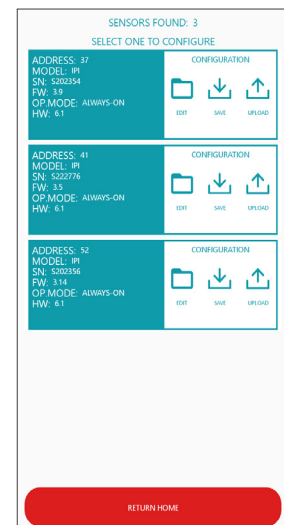 SENSORS FOUND: 3
SELECT ONE TO CONFIGURE
ADDRESS: 37
MODEL: IPI
SN: S202354
FW: 3.9
OP.MODE: ALWAYS-ON
HW: 6.1
CONFIGURATION
EDIT SAVE UPLOAD
ADDRESS: 41
MODEL: IPI
SN: S222776
FW: 3.5
OP.MODE: ALWAYS-ON
HW: 6.1
CONFIGURATION
EDIT SAVE UPLOAD
ADDRESS: 52
MODEL: IPI
SN: S202356
FW: 3.14
OP.MODE: ALWAYS-ON
HW: 6.1
CONFIGURATION
EDIT SAVE UPLOAD
RETURN HOME